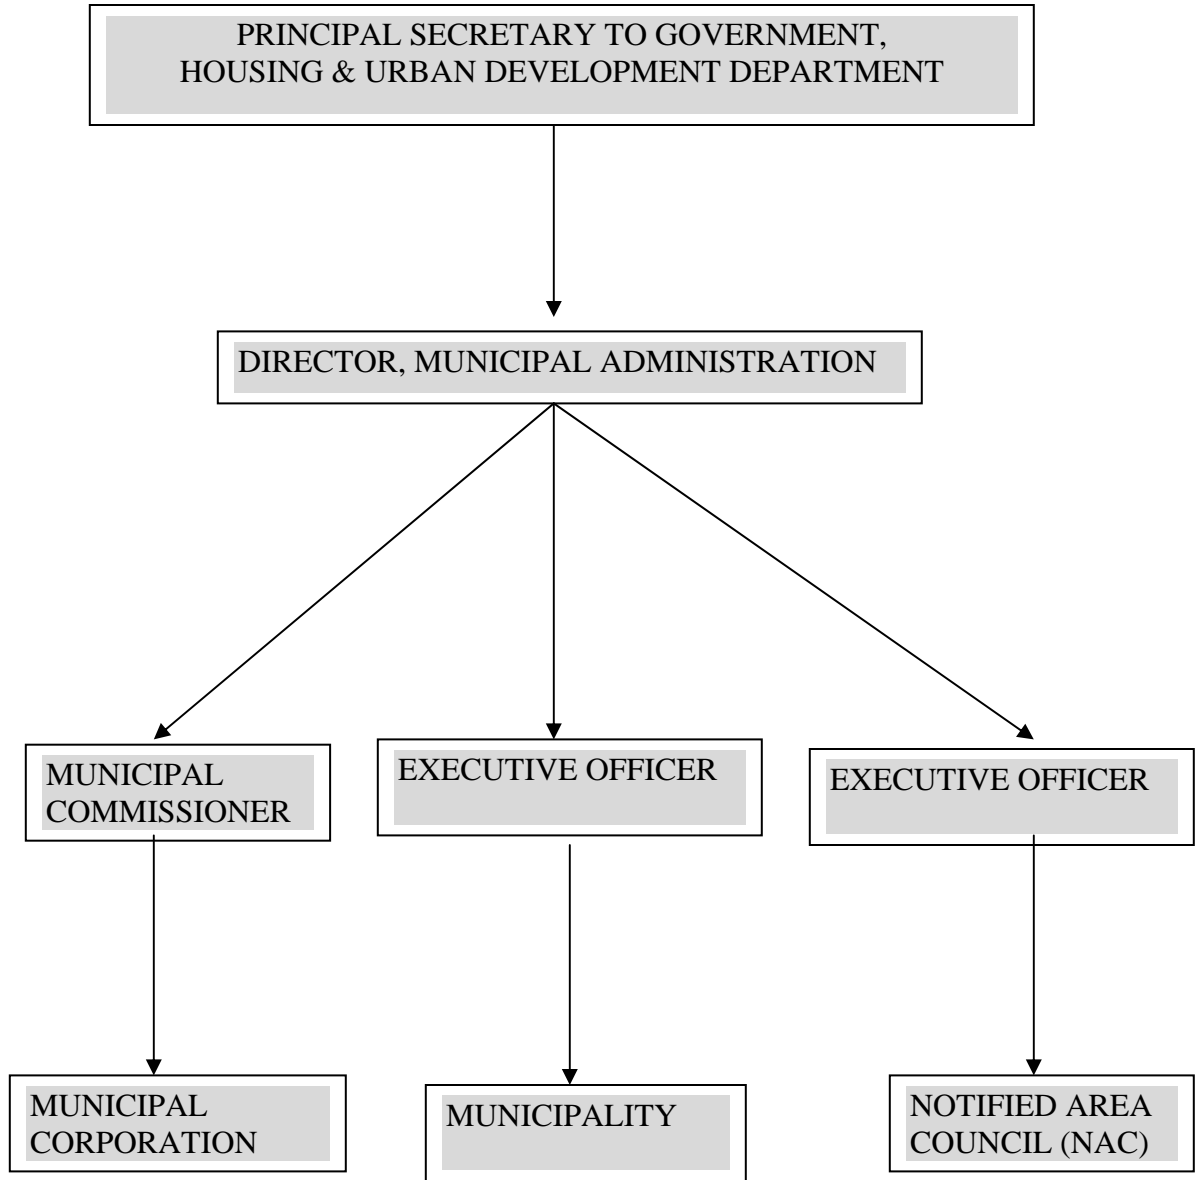 PRINCIPAL SECRETARY TO GOVERNMENT,
HOUSING & URBAN DEVELOPMENT DEPARTMENT
DIRECTOR, MUNICIPAL ADMINISTRATION
MUNICIPAL
COMMISSIONER
EXECUTIVE OFFICER
EXECUTIVE OFFICER
MUNICIPAL
CORPORATION
MUNICIPALITY
NOTIFIED AREA
COUNCIL (NAC)